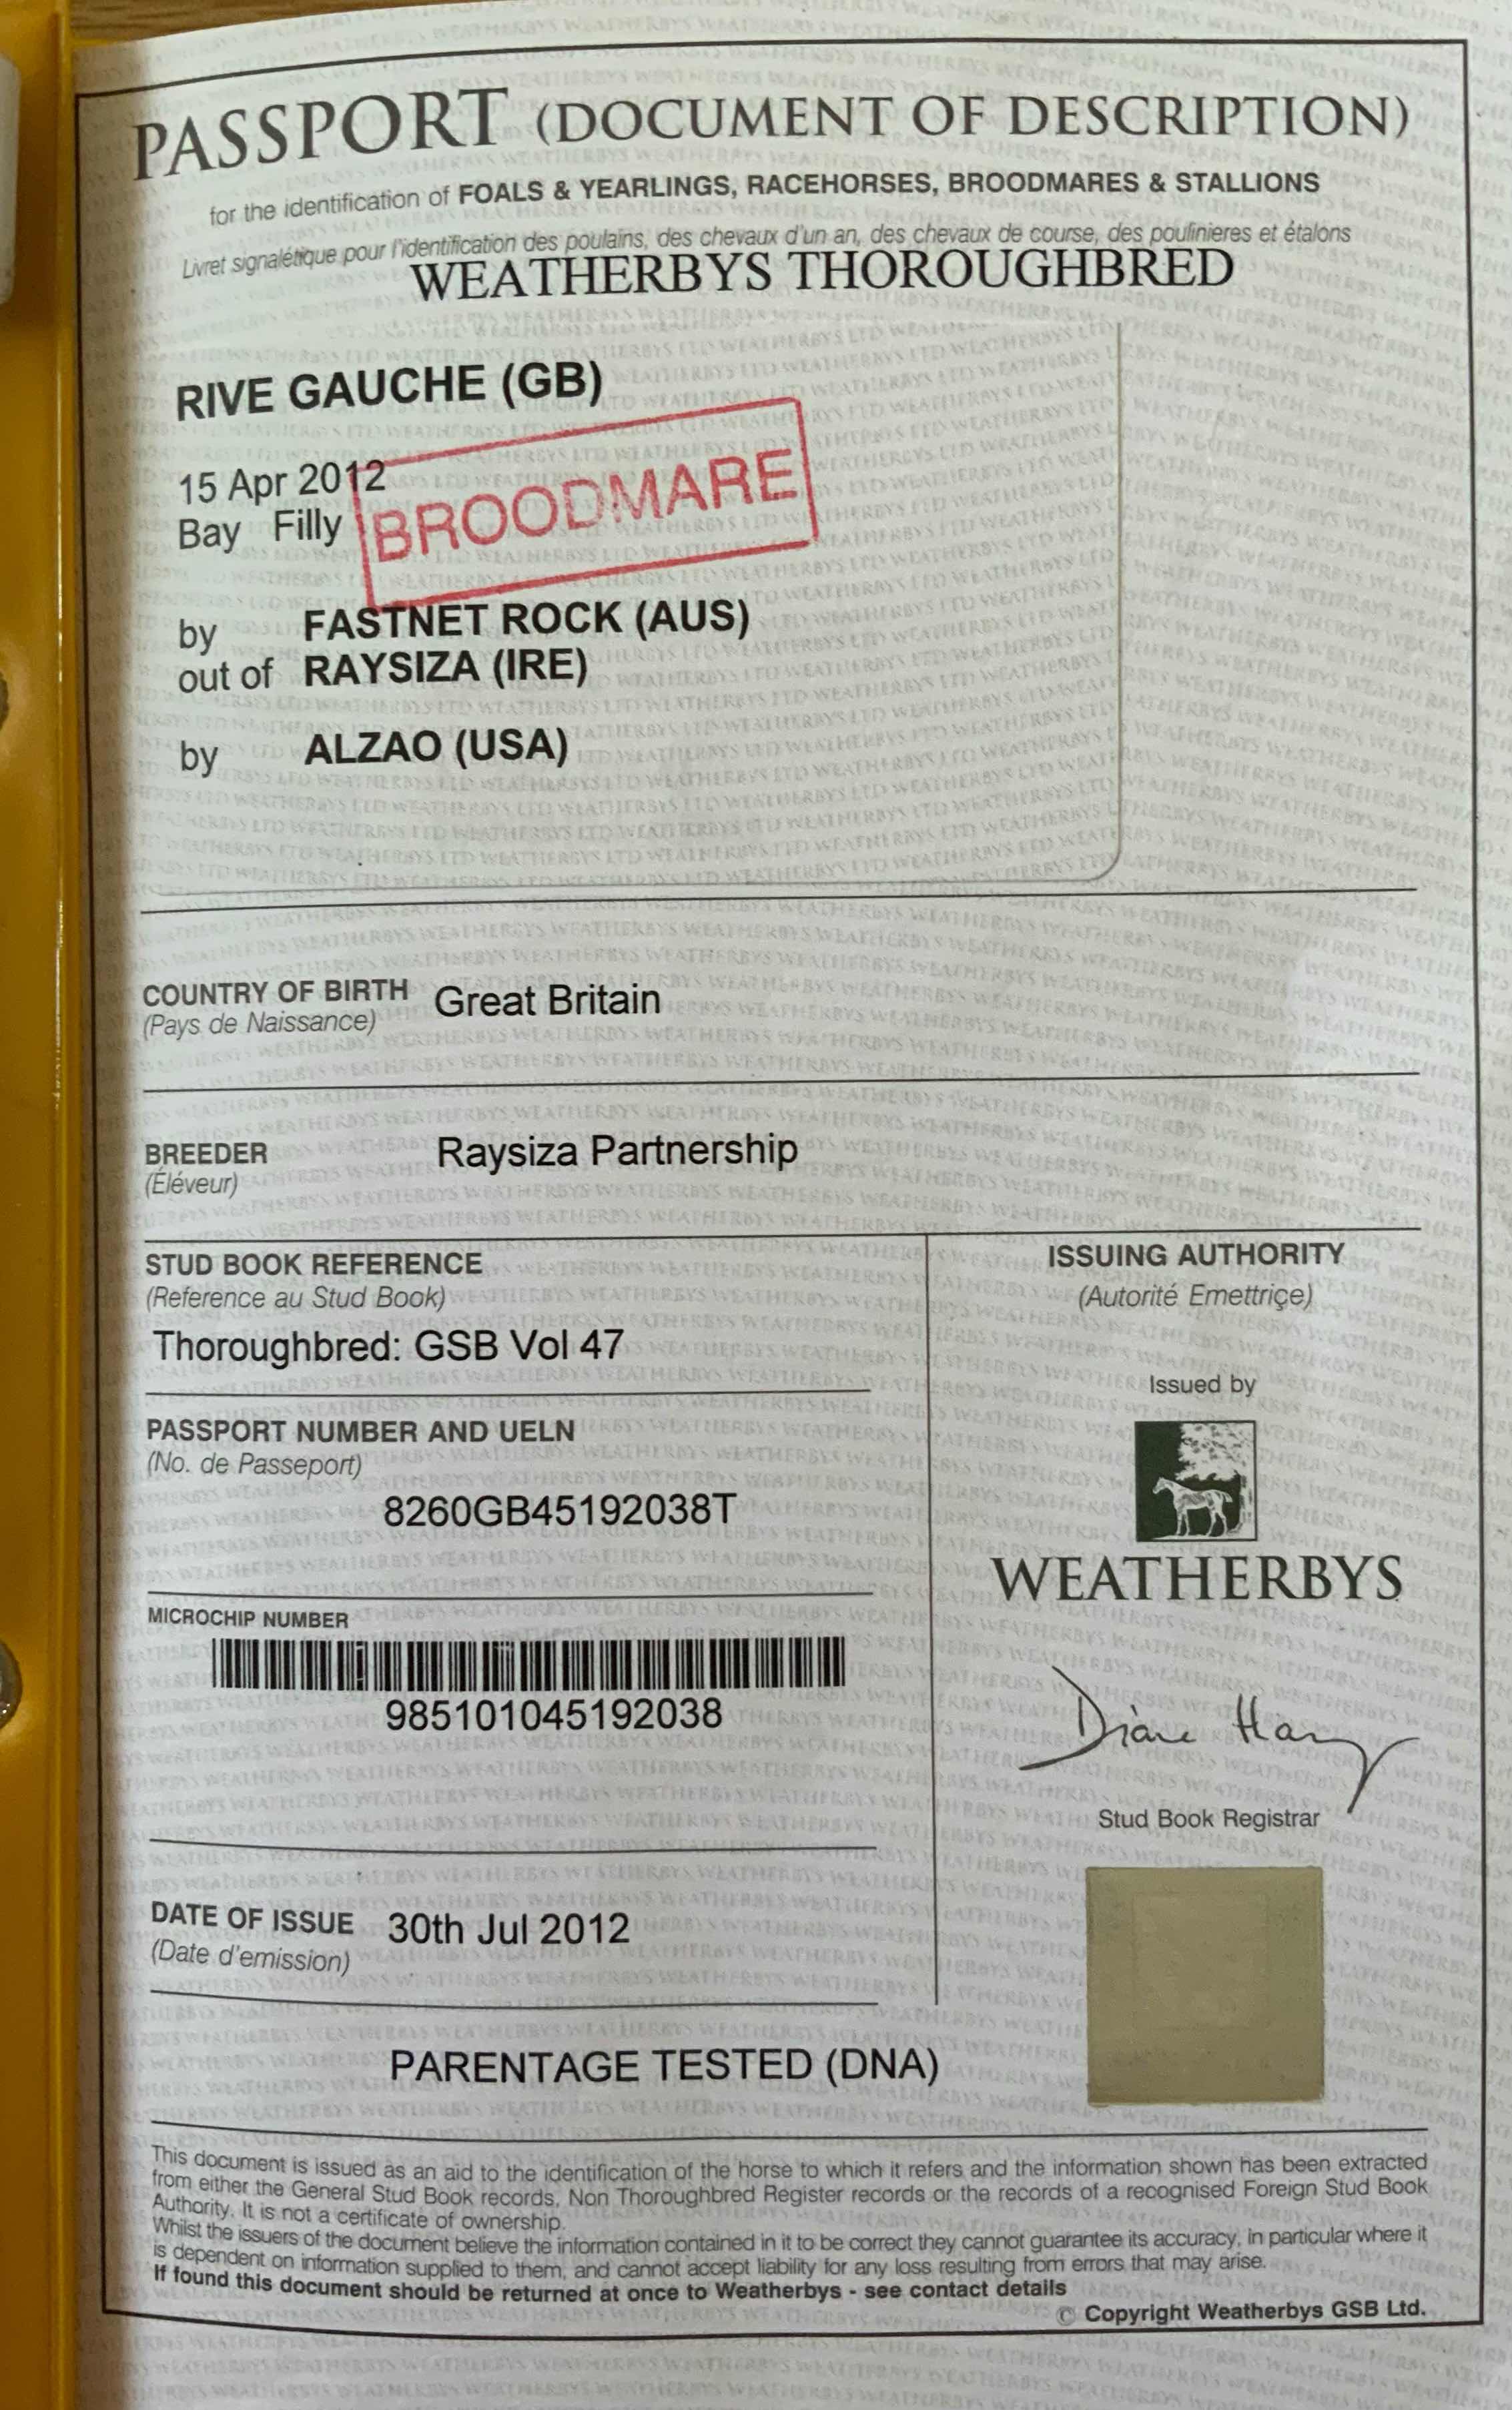 PASSPORT (DOCUMENT OF DESCRIPTION)
for the identification of FOALS & YEARLINGS, RACEHORSES, BROODMARES & STALLIONS
Livret signalétique pour l'identification des poulains, des chevaux d'un an, des chevaux de course, des poulinieres et étalons
WEATHERBYS THOROUGHBRED
RIVE GAUCHE (GB)
15 Apr 2012
Bay Filly
BROODMARE
by FASTNET ROCK (AUS)
out of RAYSIZA (IRE)
by ALZAO (USA)
COUNTRY OF BIRTH Great Britain
(Pays de Naissance)
BREEDER Raysiza Partnership
(Éléveur)
STUD BOOK REFERENCE
(Reference au Stud Book)
Thoroughbred: GSB Vol 47
PASSPORT NUMBER AND UELN
(No. de Passeport)
8260GB45192038T
MICROCHIP NUMBER
985101045192038
DATE OF ISSUE 30th Jul 2012
(Date d'emission)
ISSUING AUTHORITY
(Autorité Emettriçe)
Issued by
WEATHERBYS
Diane Han
Stud Book Registrar
PARENTAGE TESTED (DNA)
This document is issued as an aid to the identification of the horse to which it refers and the information shown has been extracted
from either the General Stud Book records, Non Thoroughbred Register records or the records of a recognised Foreign Stud Book
Authority. It is not a certificate of ownership.
Whilst the issuers of the document believe the information contained in it to be correct they cannot guarantee its accuracy, in particular where it
is dependent on information supplied to them, and cannot accept liability for any loss resulting from errors that may arise.
If found this document should be returned at once to Weatherbys - see contact details
© Copyright Weatherbys GSB Ltd.